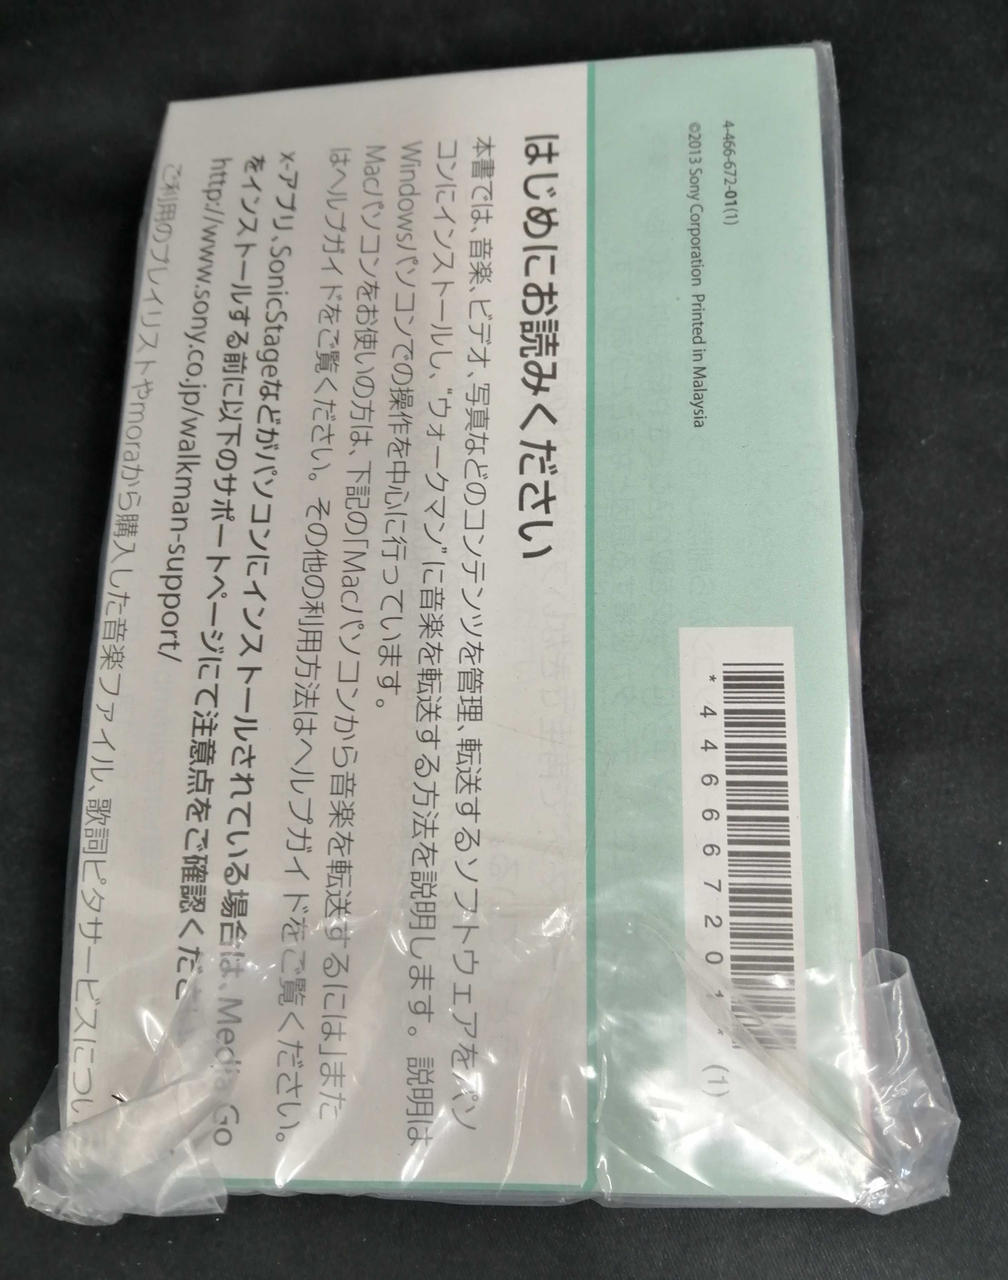 4-466-672-01(1)
©2013 Sony Corporation Printed in Malaysia
*446667201*(1)
はじめにお読みください
本書では、音楽、ビデオ、写真などのコンテンツを管理、転送するソフトウェアをパソ
コンにインストールし、“ウォークマン”に音楽を転送する方法を説明します。説明は
Windowsパソコンでの操作を中心に行っています。
Macパソコンをお使いの方は、下記の「Macパソコンから音楽を転送するには」また
はヘルプガイドをご覧ください。その他の利用方法はヘルプガイドをご覧ください。
x-アプリ、SonicStageなどがパソコンにインストールされている場合は、Media Go
をインストールする前に以下のサポートページにて注意点をご確認くださ
http://www.sony.co.jp/walkman-support/
ご利用のプレイリストやmoraから購入した音楽ファイル、歌詞ピタサービスについ